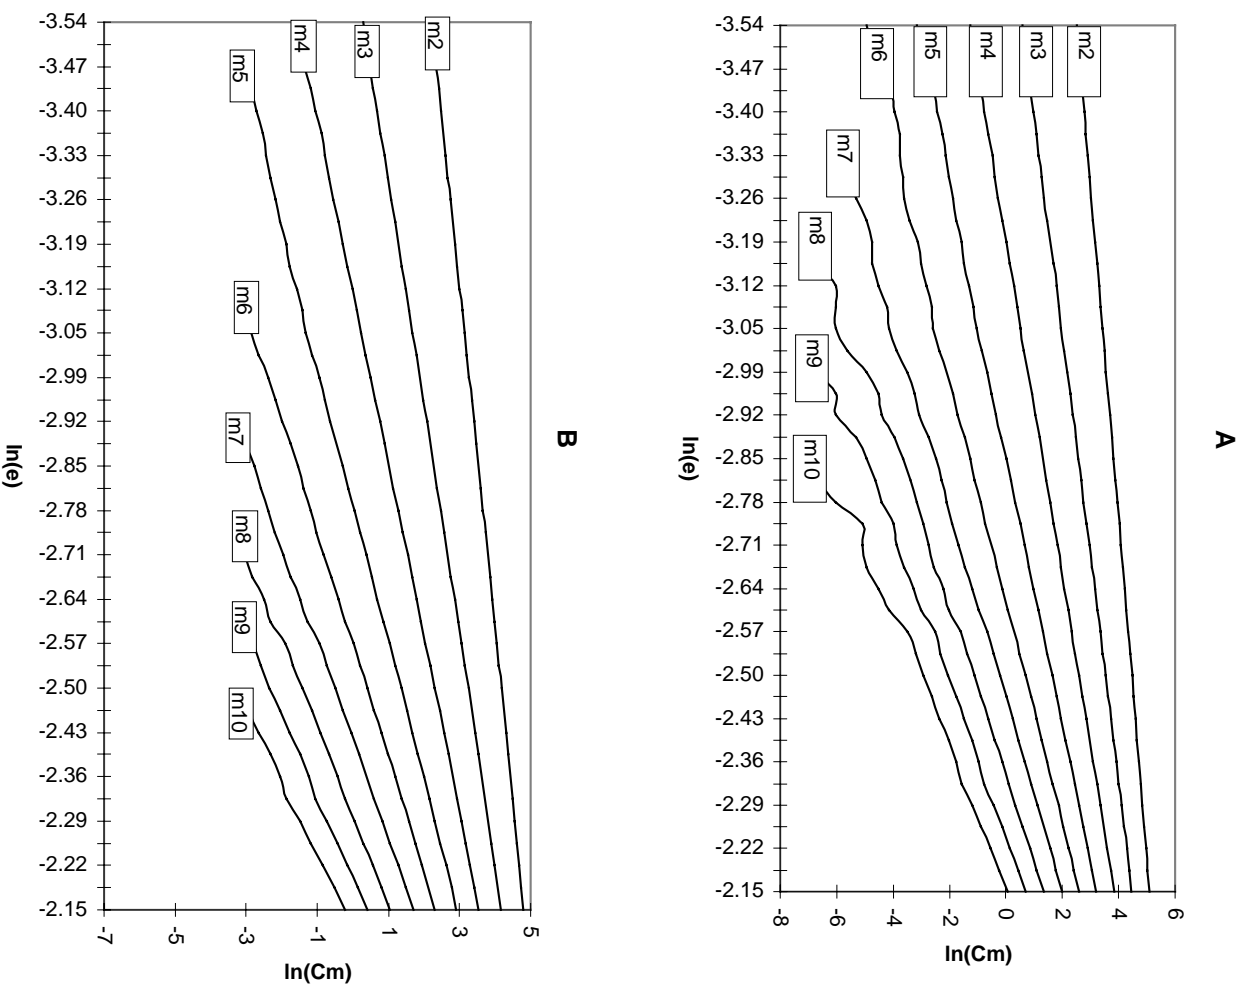 A
6
4
2
0
-2
-4
-6
-8
ln(Cm)
m2
m3
m4
m5
m6
m7
m8
m9
m10
-3.54
-3.47
-3.40
-3.33
-3.26
-3.19
-3.12
-3.05
-2.99
-2.92
-2.85
-2.78
-2.71
-2.64
-2.57
-2.50
-2.43
-2.36
-2.29
-2.22
-2.15
ln(e)
B
5
3
1
-1
-3
-5
-7
ln(Cm)
m2
m3
m4
m5
m6
m7
m8
m9
m10
-3.54
-3.47
-3.40
-3.33
-3.26
-3.19
-3.12
-3.05
-2.99
-2.92
-2.85
-2.78
-2.71
-2.64
-2.57
-2.50
-2.43
-2.36
-2.29
-2.22
-2.15
ln(e)